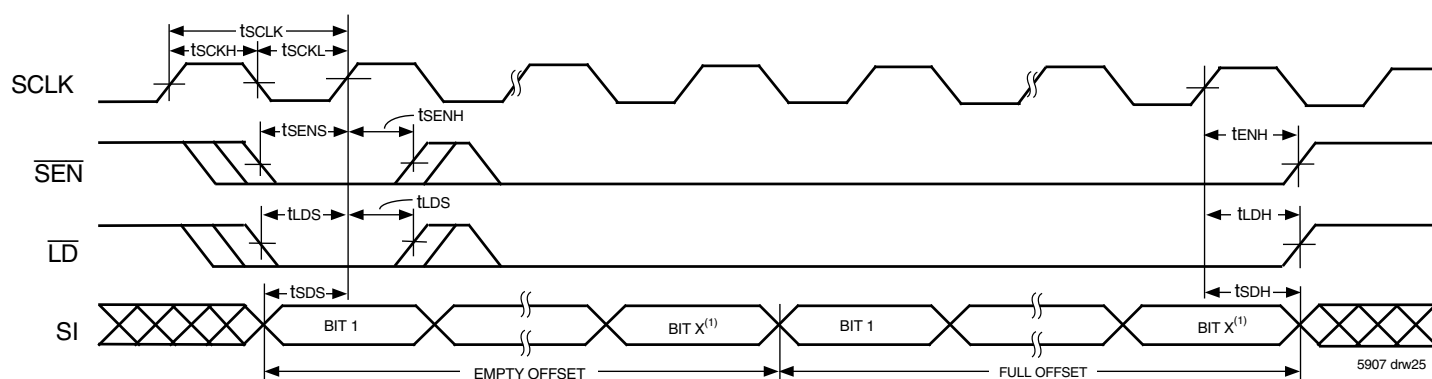 tSCLK
tSCKH
tSCKL
SCLK
tSENS
tSENH
tENH
SEN
tLDS
tLDS
tLDH
LD
tSDS
tSDH
SI
BIT 1
BIT X(1)
BIT 1
BIT X(1)
EMPTY OFFSET
FULL OFFSET
5907 drw25